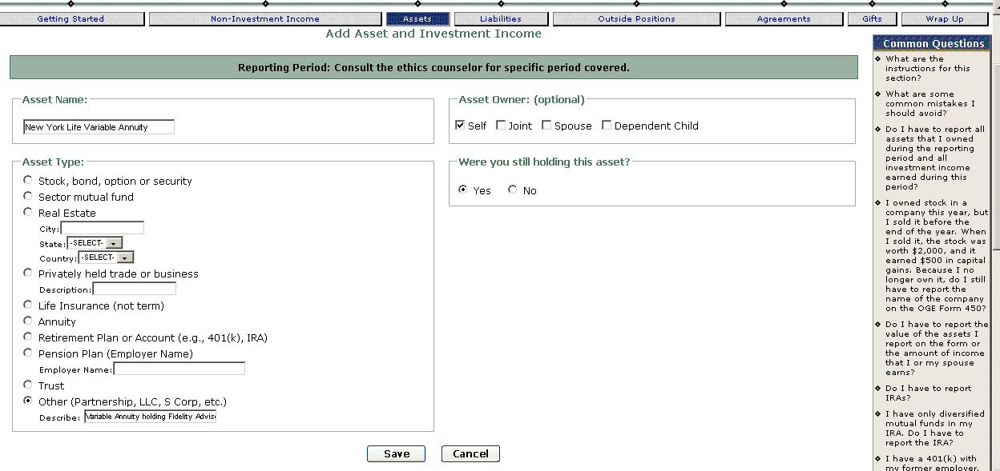 Getting Started
Non-Investment Income
Assets
Liabilities
Outside Positions
Agreements
Gifts
Wrap Up
Add Asset and Investment Income
Reporting Period: Consult the ethics counselor for specific period covered.
Asset Name:
New York Life Variable Annuity
Asset Owner: (optional)
Self
Joint
Spouse
Dependent Child
Asset Type:
Stock, bond, option or security
Sector mutual fund
Real Estate
City:
State: -SELECT-
Country: -SELECT-
Privately held trade or business
Description:
Life Insurance (not term)
Annuity
Retirement Plan or Account (e.g., 401(k), IRA)
Pension Plan (Employer Name)
Employer Name:
Trust
Other (Partnership, LLC, S Corp, etc.)
Describe: Variable Annuity holding Fidelity Advis
Were you still holding this asset?
Yes
No
Save
Cancel
Common Questions
What are the
instructions for this
section?
What are some
common mistakes I
should avoid?
Do I have to report all
assets that I owned
during the reporting
period and all
investment income
earned during this
period?
I owned stock in a
company this year, but
I sold it before the
end of the year. When
I sold it, the stock was
worth $2,000, and it
earned $500 in capital
gains. Because I no
longer own it, do I still
have to report the
name of the company
on the OGE Form 450?
Do I have to report the
value of the assets I
report on the form or
the amount of income
that I or my spouse
earns?
Do I have to report
IRAs?
I have only diversified
mutual funds in my
IRA. Do I have to
report the IRA?
I have a 401(k) with
my former employer.